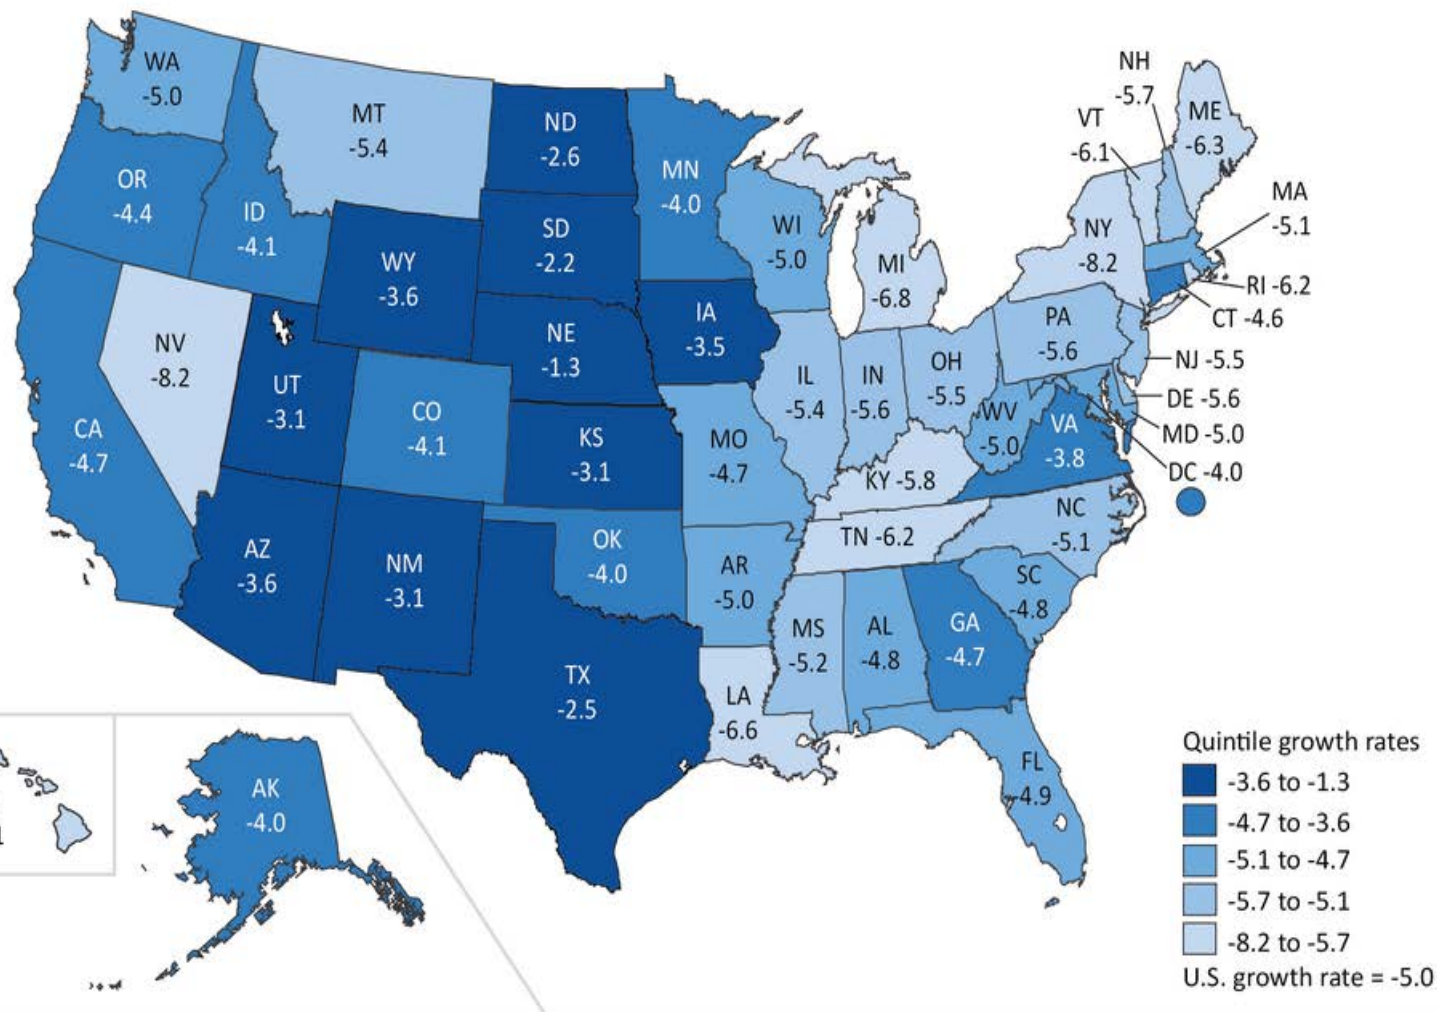 WA
-5.0
MT
-5.4
ND
-2.6
MN
-4.0
OR
-4.4
ID
-4.1
WY
-3.6
SD
-2.2
WI
-5.0
MI
-6.8
NH
-5.7
VT
-6.1
ME
-6.3
MA
-5.1
NY
-8.2
RI -6.2
CT -4.6
NV
-8.2
UT
-3.1
NE
-1.3
IA
-3.5
PA
-5.6
NJ -5.5
DE -5.6
MD -5.0
DC -4.0
CA
-4.7
CO
-4.1
KS
-3.1
MO
-4.7
IL
-5.4
IN
-5.6
OH
-5.5
WV
-5.0
VA
-3.8
KY -5.8
TN -6.2
NC
-5.1
AZ
-3.6
NM
-3.1
OK
-4.0
AR
-5.0
SC
-4.8
MS
-5.2
AL
-4.8
GA
-4.7
TX
-2.5
LA
-6.6
FL
-4.9
AK
-4.0
Quintile growth rates
-3.6 to -1.3
-4.7 to -3.6
-5.1 to -4.7
-5.7 to -5.1
-8.2 to -5.7
U.S. growth rate = -5.0